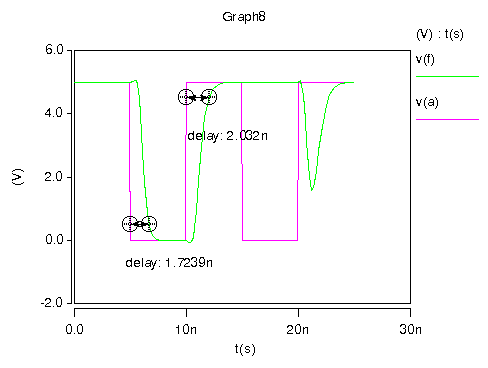 Graph8
(V) : t(s)
v(f)
v(a)
6.0
4.0
2.0
0.0
-2.0
(V)
delay: 2.032n
delay: 1.7239n
0.0
10n
20n
30n
t(s)